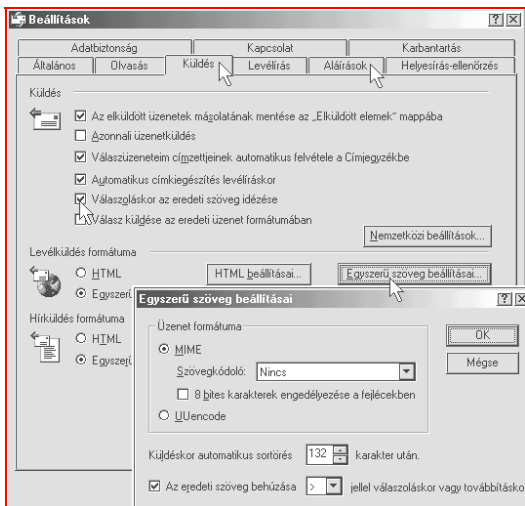 Beállítások
Adatbiztonság Kapcsolat Karbantartás
Általános Olvasás Küldés Levélírás Aláírások Helyesírás-ellenőrzés
Küldés
Az elküldött üzenetek másolatának mentése az „Elküldött elemek" mappába
Azonnali üzenetküldés
Válaszüzeneteim címzettjeinek automatikus felvétele a Címjegyzékbe
Automatikus címkiegészítés levélíráskor
Válaszoláskor az eredeti szöveg idézése
Válasz küldése az eredeti üzenet formátumában
Nemzetközi beállítások...
Levélküldés formátuma
HTML HTML beállításai... Egyszerű szöveg beállításai...
Egyszerű
Hírküldés formátuma
HTML
Egyszerű
Egyszerű szöveg beállításai
Üzenet formátuma
OK
MIME
Mégse
Szövegkódoló: Nincs
8 bites karakterek engedélyezése a fejlécekben
UUencode
Küldéskor automatikus sortörés 132 karakter után.
Az eredeti szöveg behúzása > jellel válaszoláskor vagy továbbításko